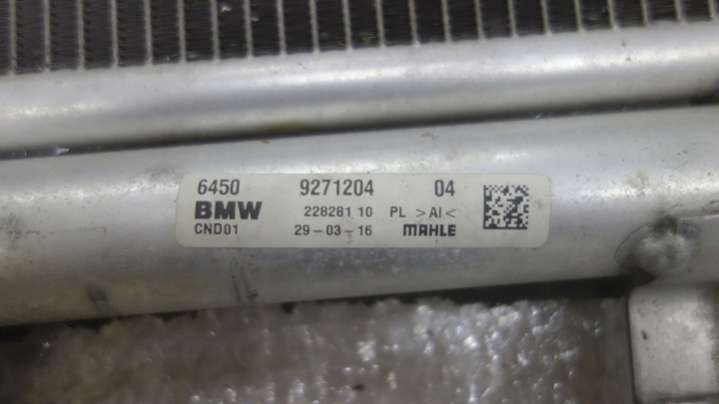 6450 9271204 04
BMW 228281 10 PL >Al<
CND01 29-03-16 MAHLE